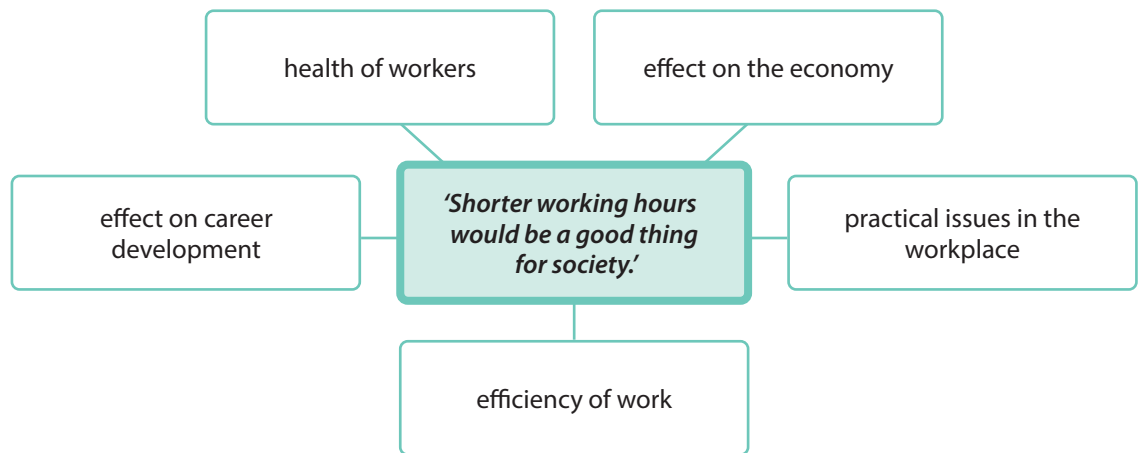 health of workers
effect on the economy
effect on career
development
‘Shorter working hours
would be a good thing
for society.’
practical issues in the
workplace
efficiency of work